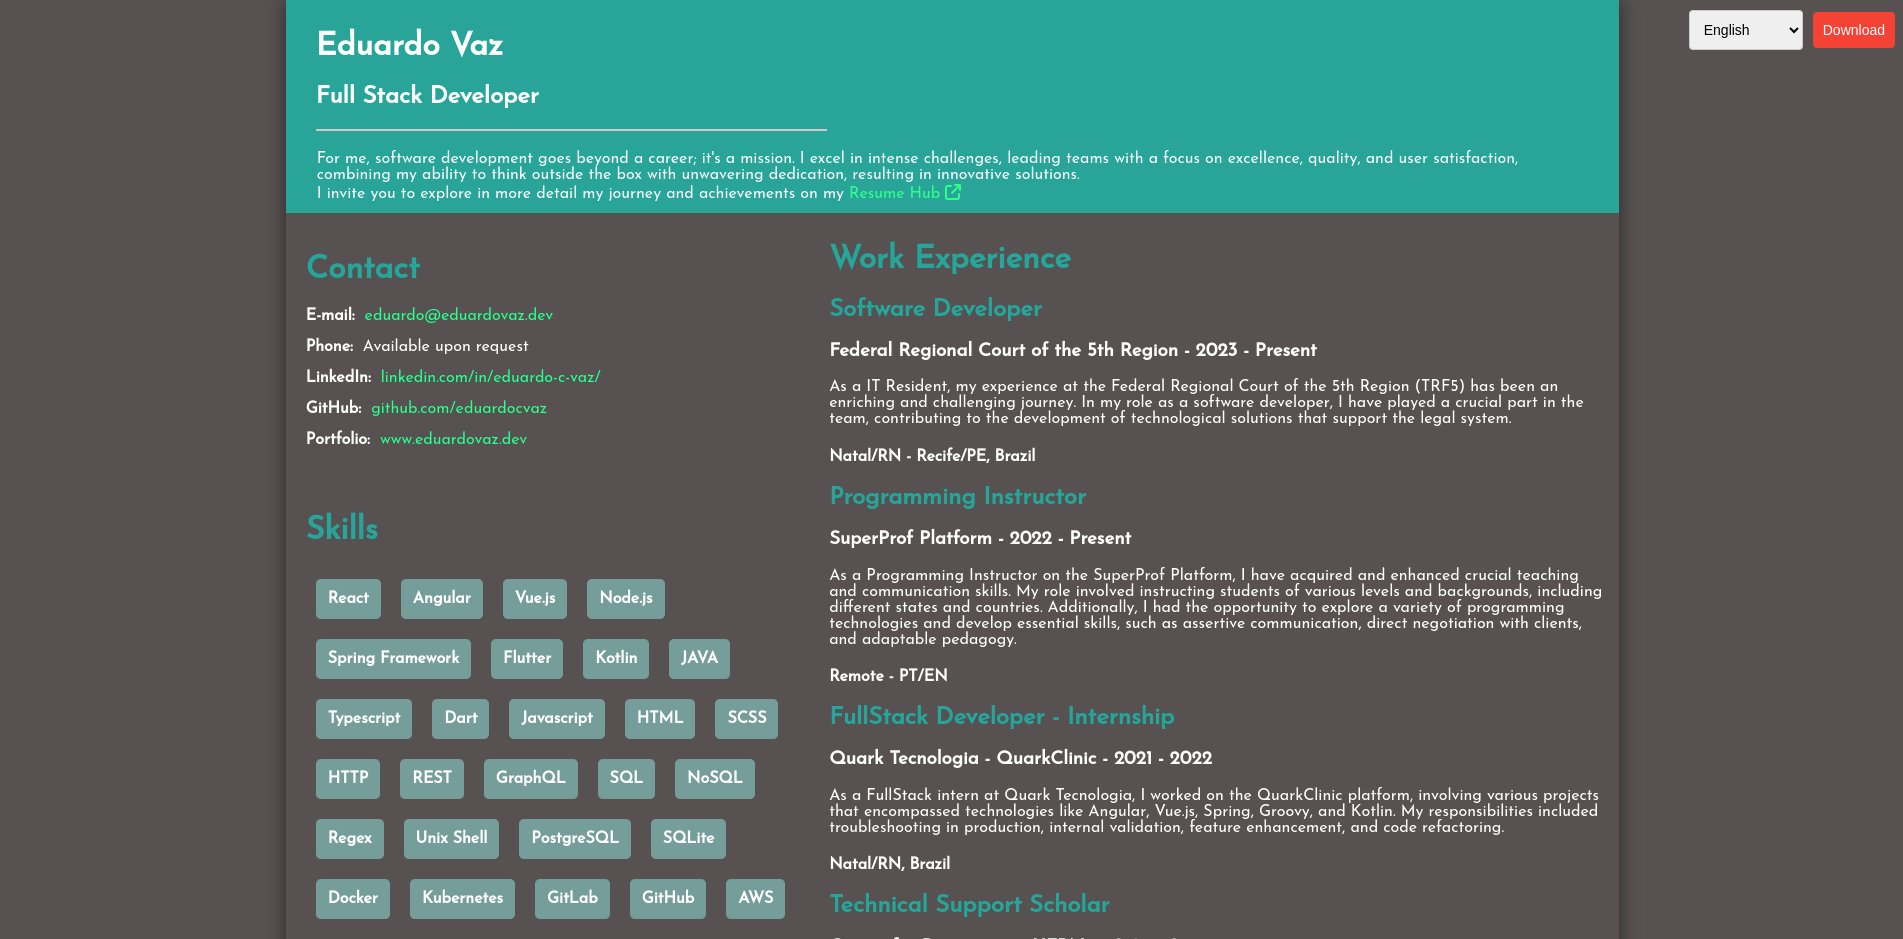 Eduardo Vaz
Full Stack Developer
For me, software development goes beyond a career; it's a mission. I excel in intense challenges, leading teams with a focus on excellence, quality, and user satisfaction,
combining my ability to think outside the box with unwavering dedication, resulting in innovative solutions.
I invite you to explore in more detail my journey and achievements on my Resume Hub
English
Download
Contact
E-mail: eduardo@eduardovaz.dev
Phone: Available upon request
LinkedIn: linkedin.com/in/eduardo-c-vaz/
GitHub: github.com/eduardocvaz
Portfolio: www.eduardovaz.dev
Skills
React Angular Vue.js Node.js
Spring Framework Flutter Kotlin JAVA
Typescript Dart Javascript HTML SCSS
HTTP REST GraphQL SQL NoSQL
Regex Unix Shell PostgreSQL SQLite
Docker Kubernetes GitLab GitHub AWS
Work Experience
Software Developer
Federal Regional Court of the 5th Region - 2023 - Present
As a IT Resident, my experience at the Federal Regional Court of the 5th Region (TRF5) has been an
enriching and challenging journey. In my role as a software developer, I have played a crucial part in the
team, contributing to the development of technological solutions that support the legal system.
Natal/RN - Recife/PE, Brazil
Programming Instructor
SuperProf Platform - 2022 - Present
As a Programming Instructor on the SuperProf Platform, I have acquired and enhanced crucial teaching
and communication skills. My role involved instructing students of various levels and backgrounds, including
different states and countries. Additionally, I had the opportunity to explore a variety of programming
technologies and develop essential skills, such as assertive communication, direct negotiation with clients,
and adaptable pedagogy.
Remote - PT/EN
FullStack Developer - Internship
Quark Tecnologia - QuarkClinic - 2021 - 2022
As a FullStack intern at Quark Tecnologia, I worked on the QuarkClinic platform, involving various projects
that encompassed technologies like Angular, Vue.js, Spring, Groovy, and Kotlin. My responsibilities included
troubleshooting in production, internal validation, feature enhancement, and code refactoring.
Natal/RN, Brazil
Technical Support Scholar